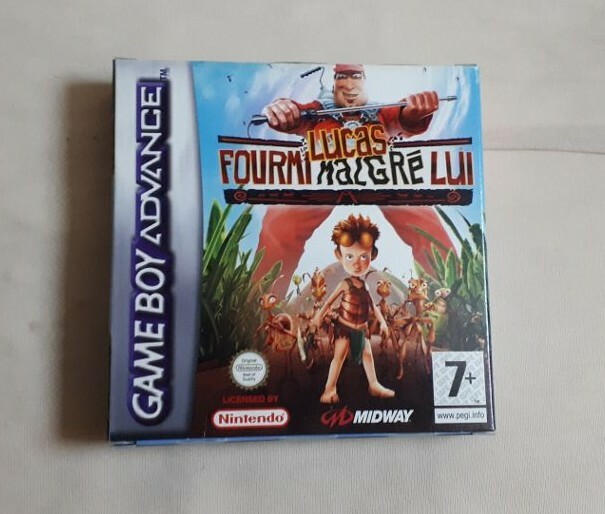 GAME BOY ADVANCE™
LUCAS
FOURMI MALGRÉ LUI
Original
Nintendo
Seal of
Quality
LICENSED BY
Nintendo®
MIDWAY
7+
www.pegi.info